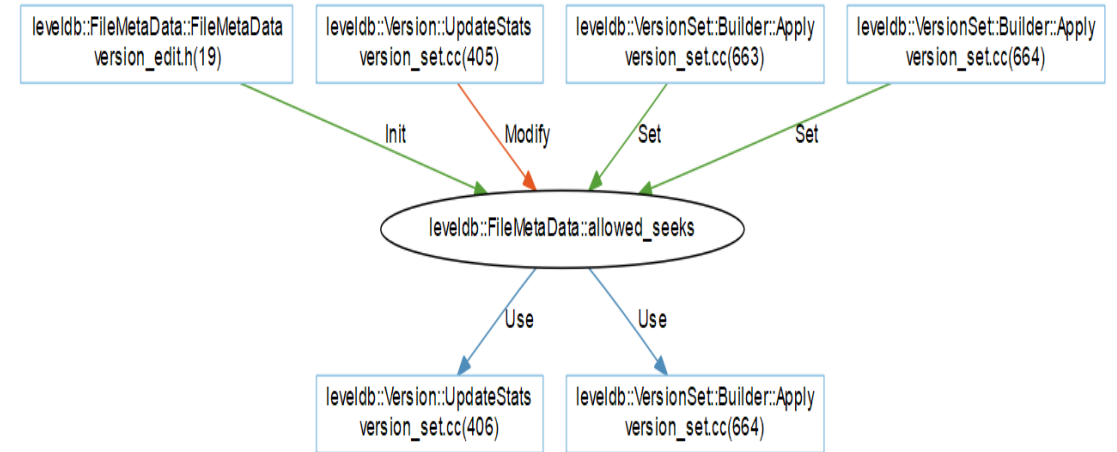 leveldb::FileMetaData::FileMetaData
version_edit.h(19)
leveldb::Version::UpdateStats
version_set.cc(405)
leveldb::VersionSet::Builder::Apply
version_set.cc(663)
leveldb::VersionSet::Builder::Apply
version_set.cc(664)
Init
Modify
Set
Set
leveldb::FileMetaData::allowed_seeks
Use
Use
leveldb::Version::UpdateStats
version_set.cc(406)
leveldb::VersionSet::Builder::Apply
version_set.cc(664)